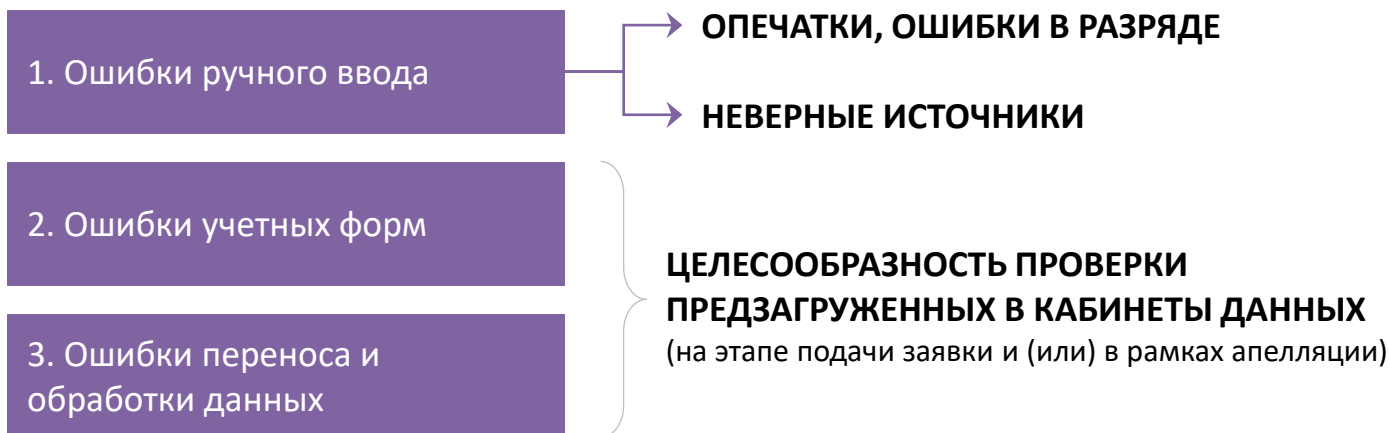 1. Ошибки ручного ввода
ОПЕЧАТКИ, ОШИБКИ В РАЗРЯДЕ
НЕВЕРНЫЕ ИСТОЧНИКИ
2. Ошибки учетных форм
3. Ошибки переноса и
обработки данных
ЦЕЛЕСООБРАЗНОСТЬ ПРОВЕРКИ
ПРЕДЗАГРУЖЕННЫХ В КАБИНЕТЫ ДАННЫХ
(на этапе подачи заявки и (или) в рамках апелляции)